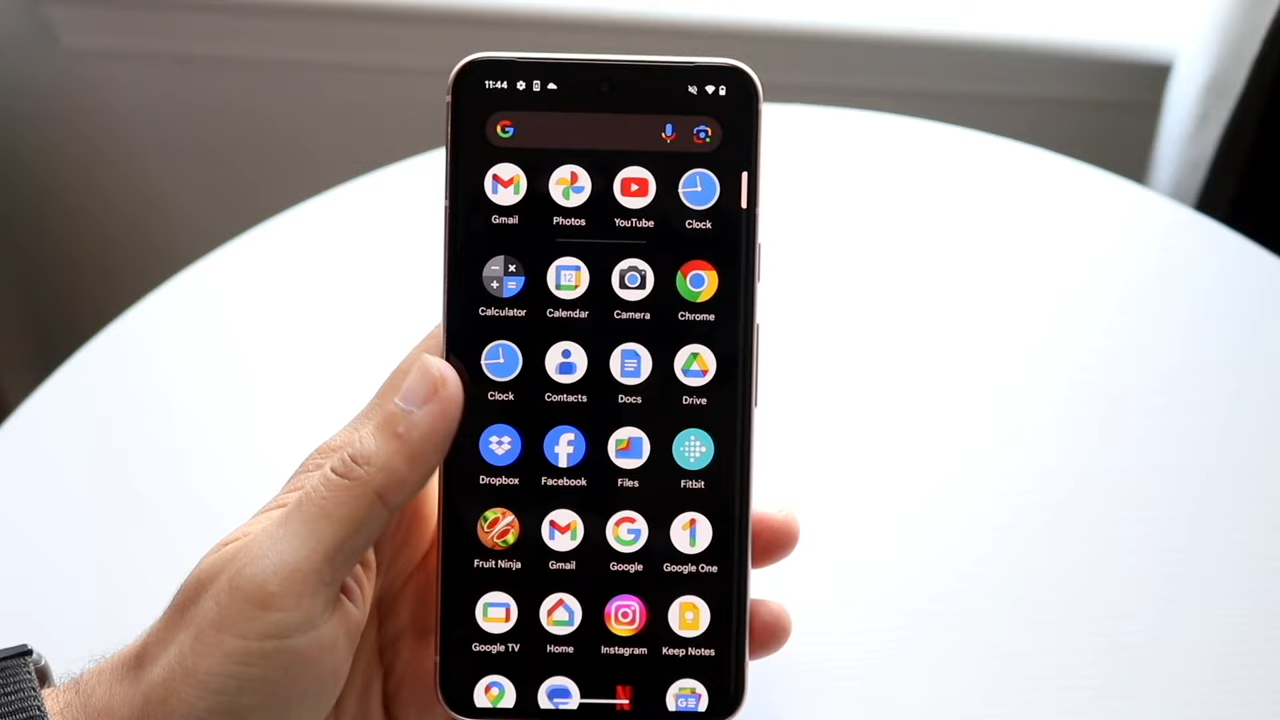 11:44
Gmail Photos YouTube Clock
12
Calculator Calendar Camera Chrome
Clock Contacts Docs Drive
Dropbox Facebook Files Fitbit
Fruit Ninja Gmail Google Google One
Google TV Home Instagram Keep Notes